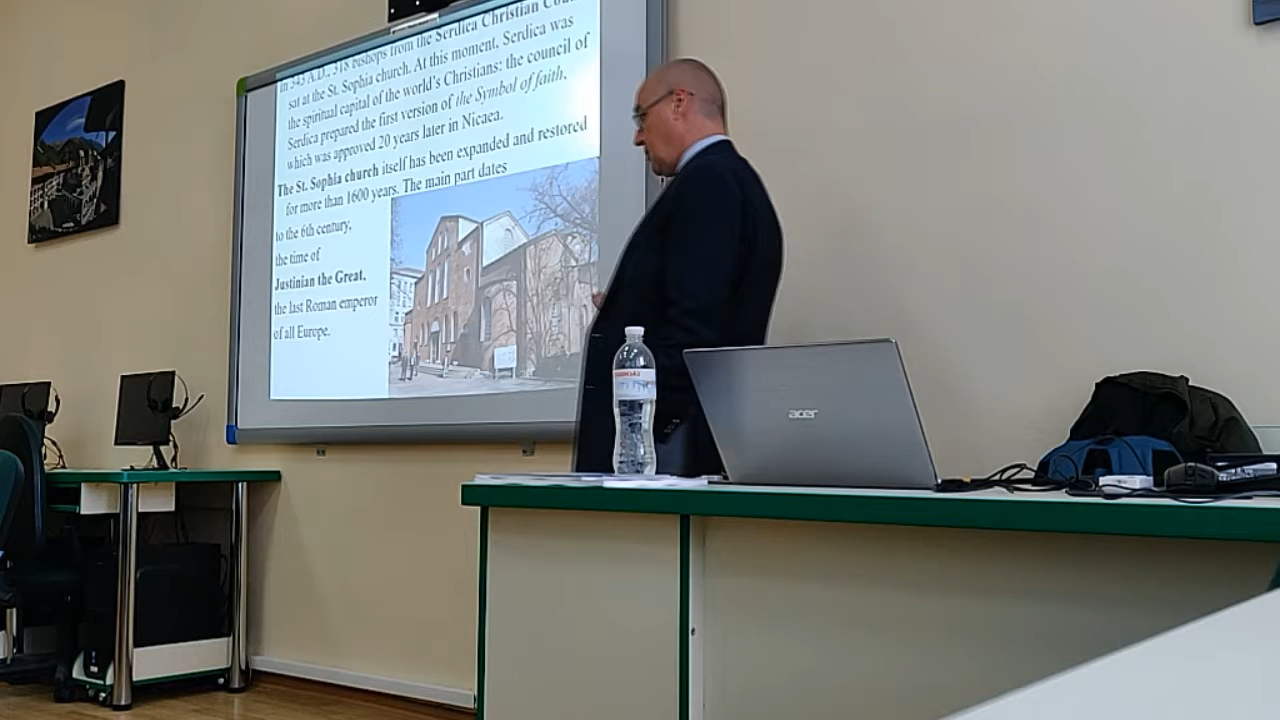 in 343 A.D., 318 bishops from the Serdica Christian
sat at the St. Sophia church. At this moment, Serdica was
the spiritual capital of the world's Christians: the council of
Serdica prepared the first version of the Symbol of faith,
which was approved 20 years later in Nicaea.
The St. Sophia church itself has been expanded and restored
for more than 1600 years. The main part dates
to the 6th century,
the time of
Justinian the Great,
the last Roman emperor
of all Europe.
acer